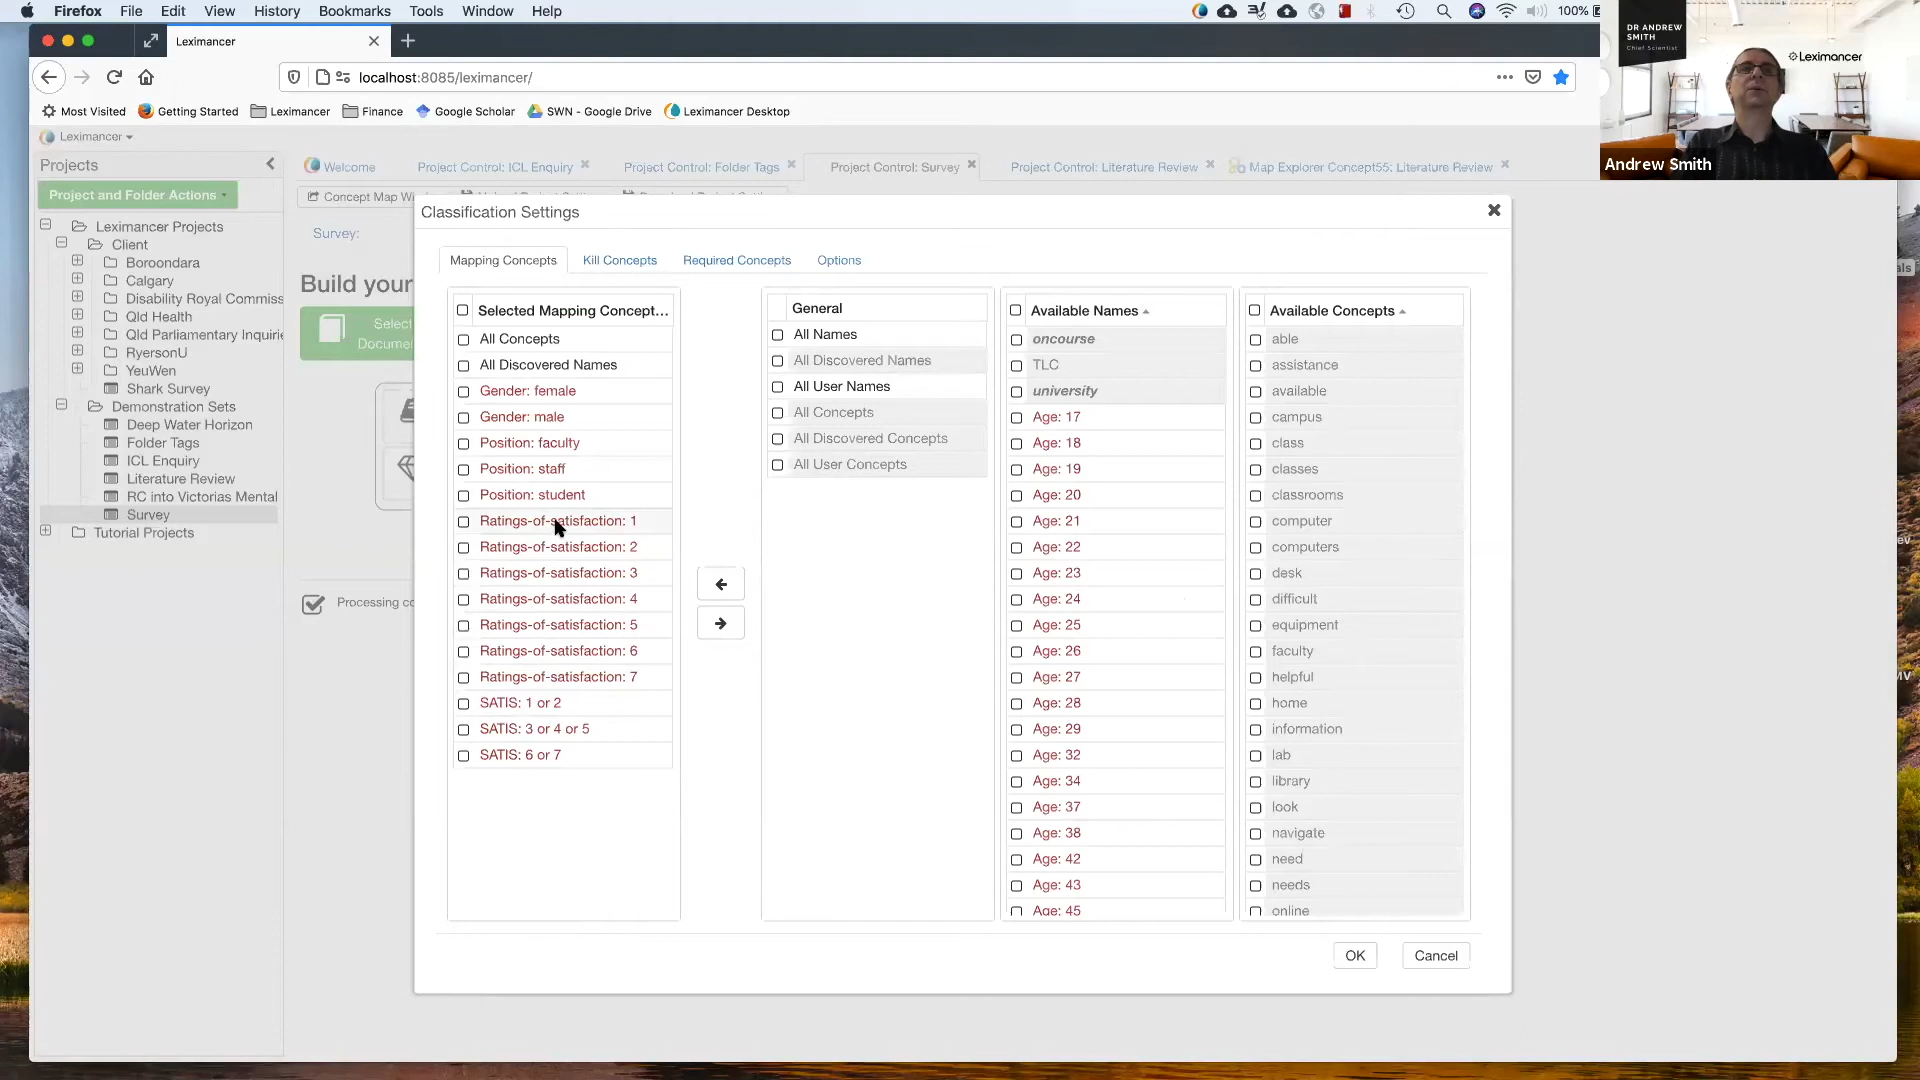 Firefox File Edit View History Bookmarks Tools Window Help 100%
Leximancer
localhost:8085/leximancer/
Most Visited Getting Started Leximancer Finance Google Scholar SWN - Google Drive Leximancer Desktop
DR ANDREW
SMITH
Chief Scientist
Leximancer
Andrew Smith
Leximancer
Projects
Welcome Project Control: ICL Enquiry Project Control: Folder Tags Project Control: Survey Project Control: Literature Review Map Explorer Concept55: Literature Review
Project and Folder Actions
Concept Map Wi
Survey:
Build your
Select
Docume
Processing co
Leximancer Projects
Client
Boroondara
Calgary
Disability Royal Commiss
Qld Health
Qld Parliamentary Inquirie
RyersonU
YeuWen
Shark Survey
Demonstration Sets
Deep Water Horizon
Folder Tags
ICL Enquiry
Literature Review
RC into Victorias Mental
Survey
Tutorial Projects
Classification Settings
Mapping Concepts Kill Concepts Required Concepts Options
Selected Mapping Concept...
All Concepts
All Discovered Names
Gender: female
Gender: male
Position: faculty
Position: staff
Position: student
Ratings-of-satisfaction: 1
Ratings-of-satisfaction: 2
Ratings-of-satisfaction: 3
Ratings-of-satisfaction: 4
Ratings-of-satisfaction: 5
Ratings-of-satisfaction: 6
Ratings-of-satisfaction: 7
SATIS: 1 or 2
SATIS: 3 or 4 or 5
SATIS: 6 or 7
General
All Names
All Discovered Names
All User Names
All Concepts
All Discovered Concepts
All User Concepts
Available Names
oncourse
TLC
university
Age: 17
Age: 18
Age: 19
Age: 20
Age: 21
Age: 22
Age: 23
Age: 24
Age: 25
Age: 26
Age: 27
Age: 28
Age: 29
Age: 32
Age: 34
Age: 37
Age: 38
Age: 42
Age: 43
Age: 45
Available Concepts
able
assistance
available
campus
class
classes
classrooms
computer
computers
desk
difficult
equipment
faculty
helpful
home
information
lab
library
look
navigate
need
needs
online
OK Cancel